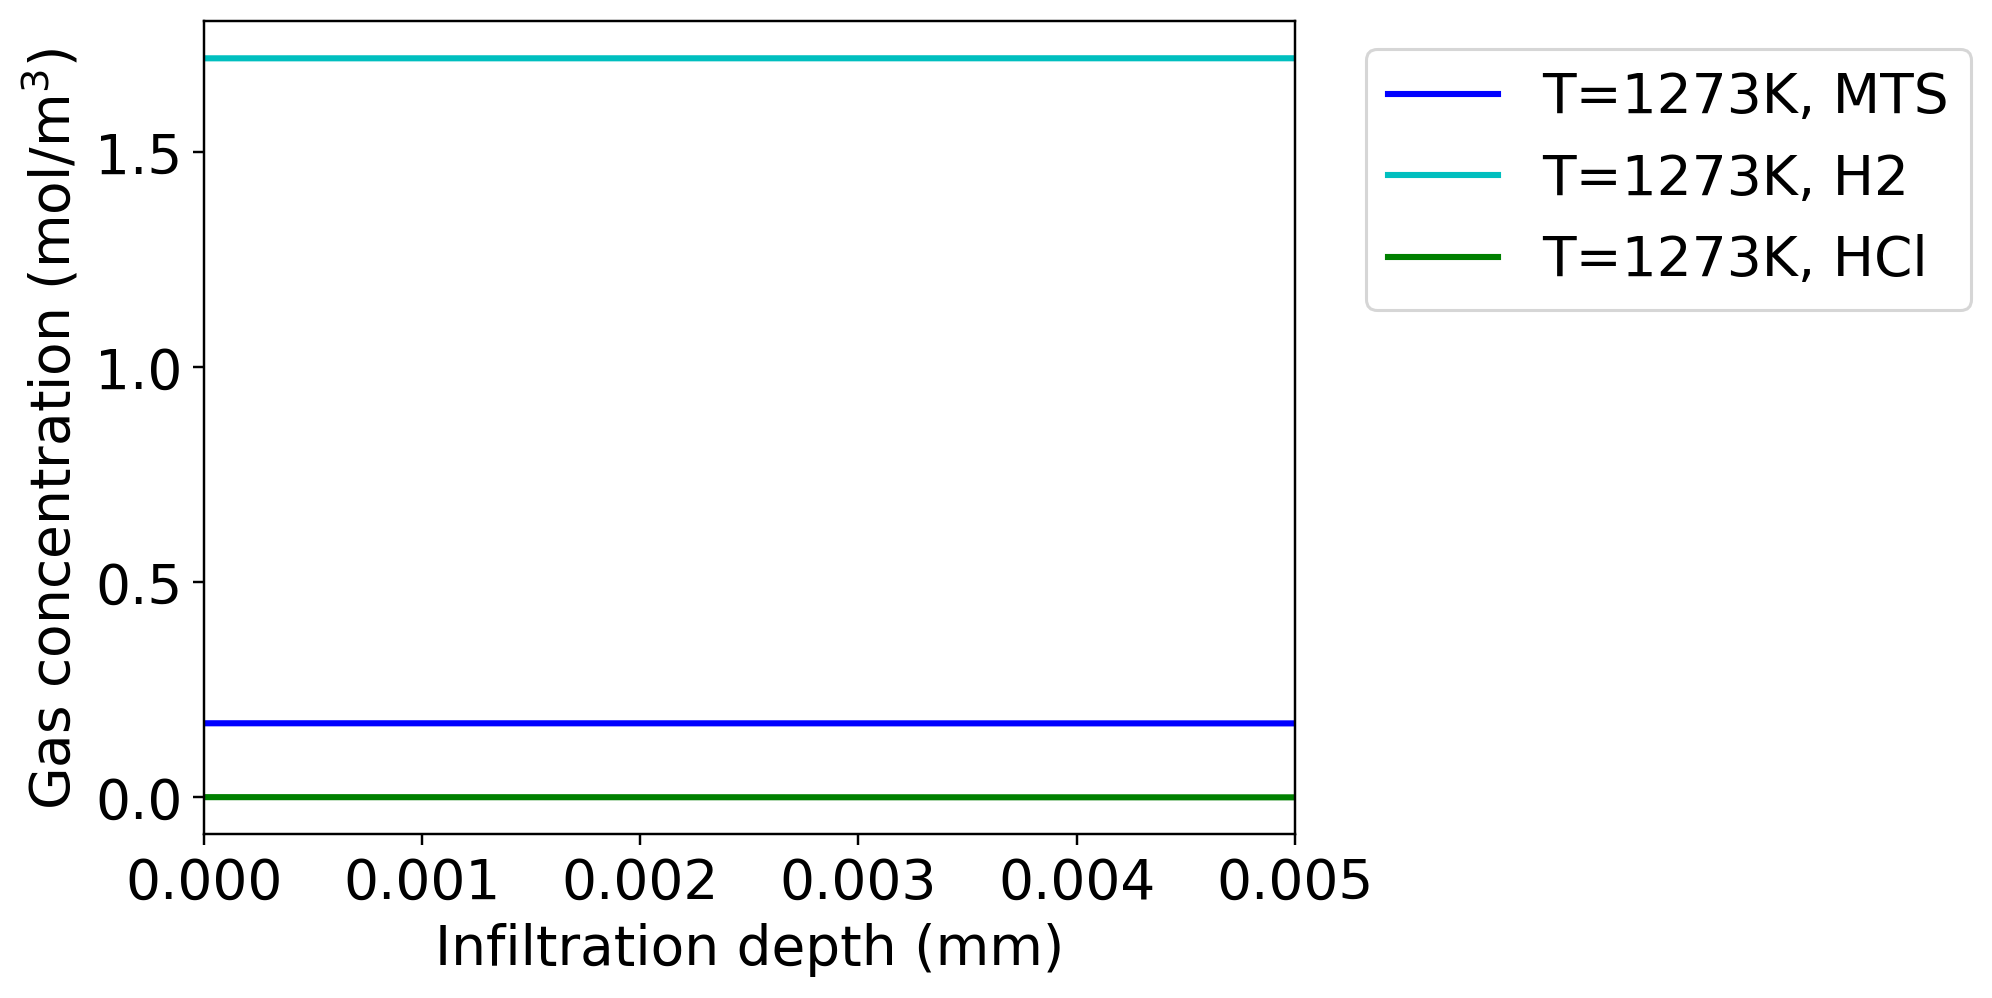 Gas concentration (mol/m³)
1.5
1.0
0.5
0.0
0.000 0.001 0.002 0.003 0.004 0.005
Infiltration depth (mm)
T=1273K, MTS
T=1273K, H2
T=1273K, HCl